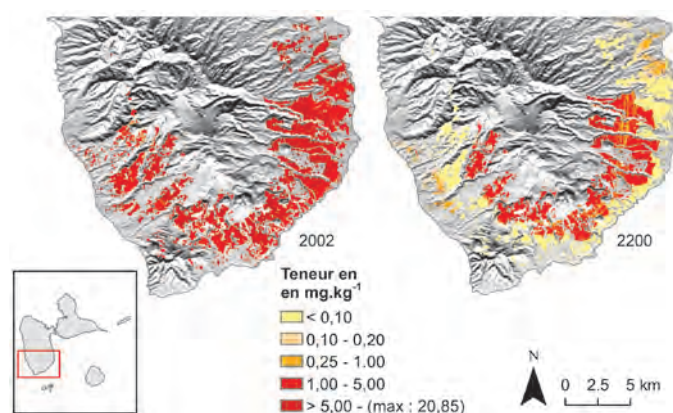 2002
2200
Teneur en
en mg.kg-1
< 0,10
0,10 - 0,20
0,25 - 1.00
1,00 - 5,00
> 5,00 - (max : 20,85)
N
0 2.5 5 km